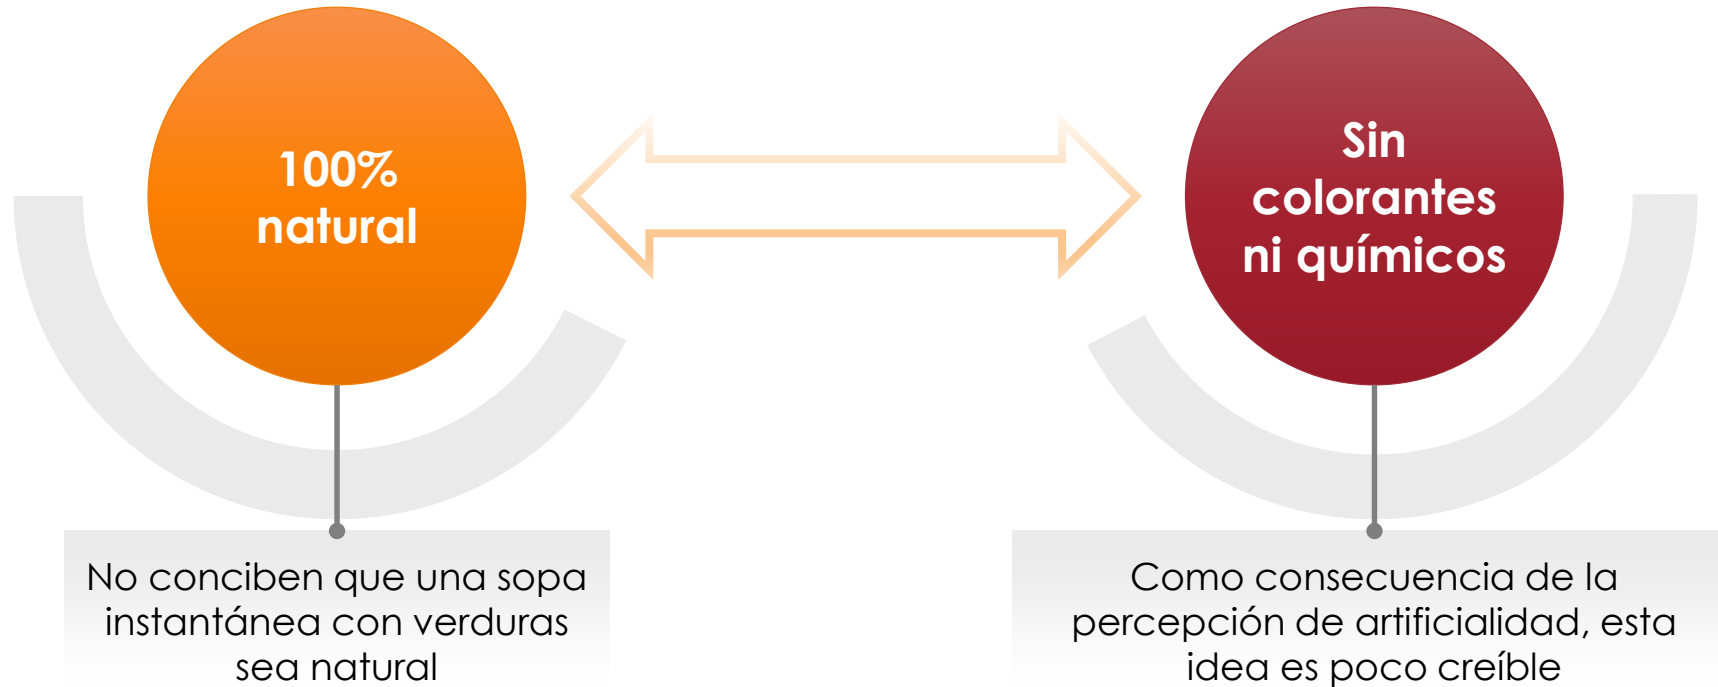 100%
natural
Sin
colorantes
ni químicos
No conciben que una sopa
instantánea con verduras
sea natural
Como consecuencia de la
percepción de artificialidad, esta
idea es poco creíble